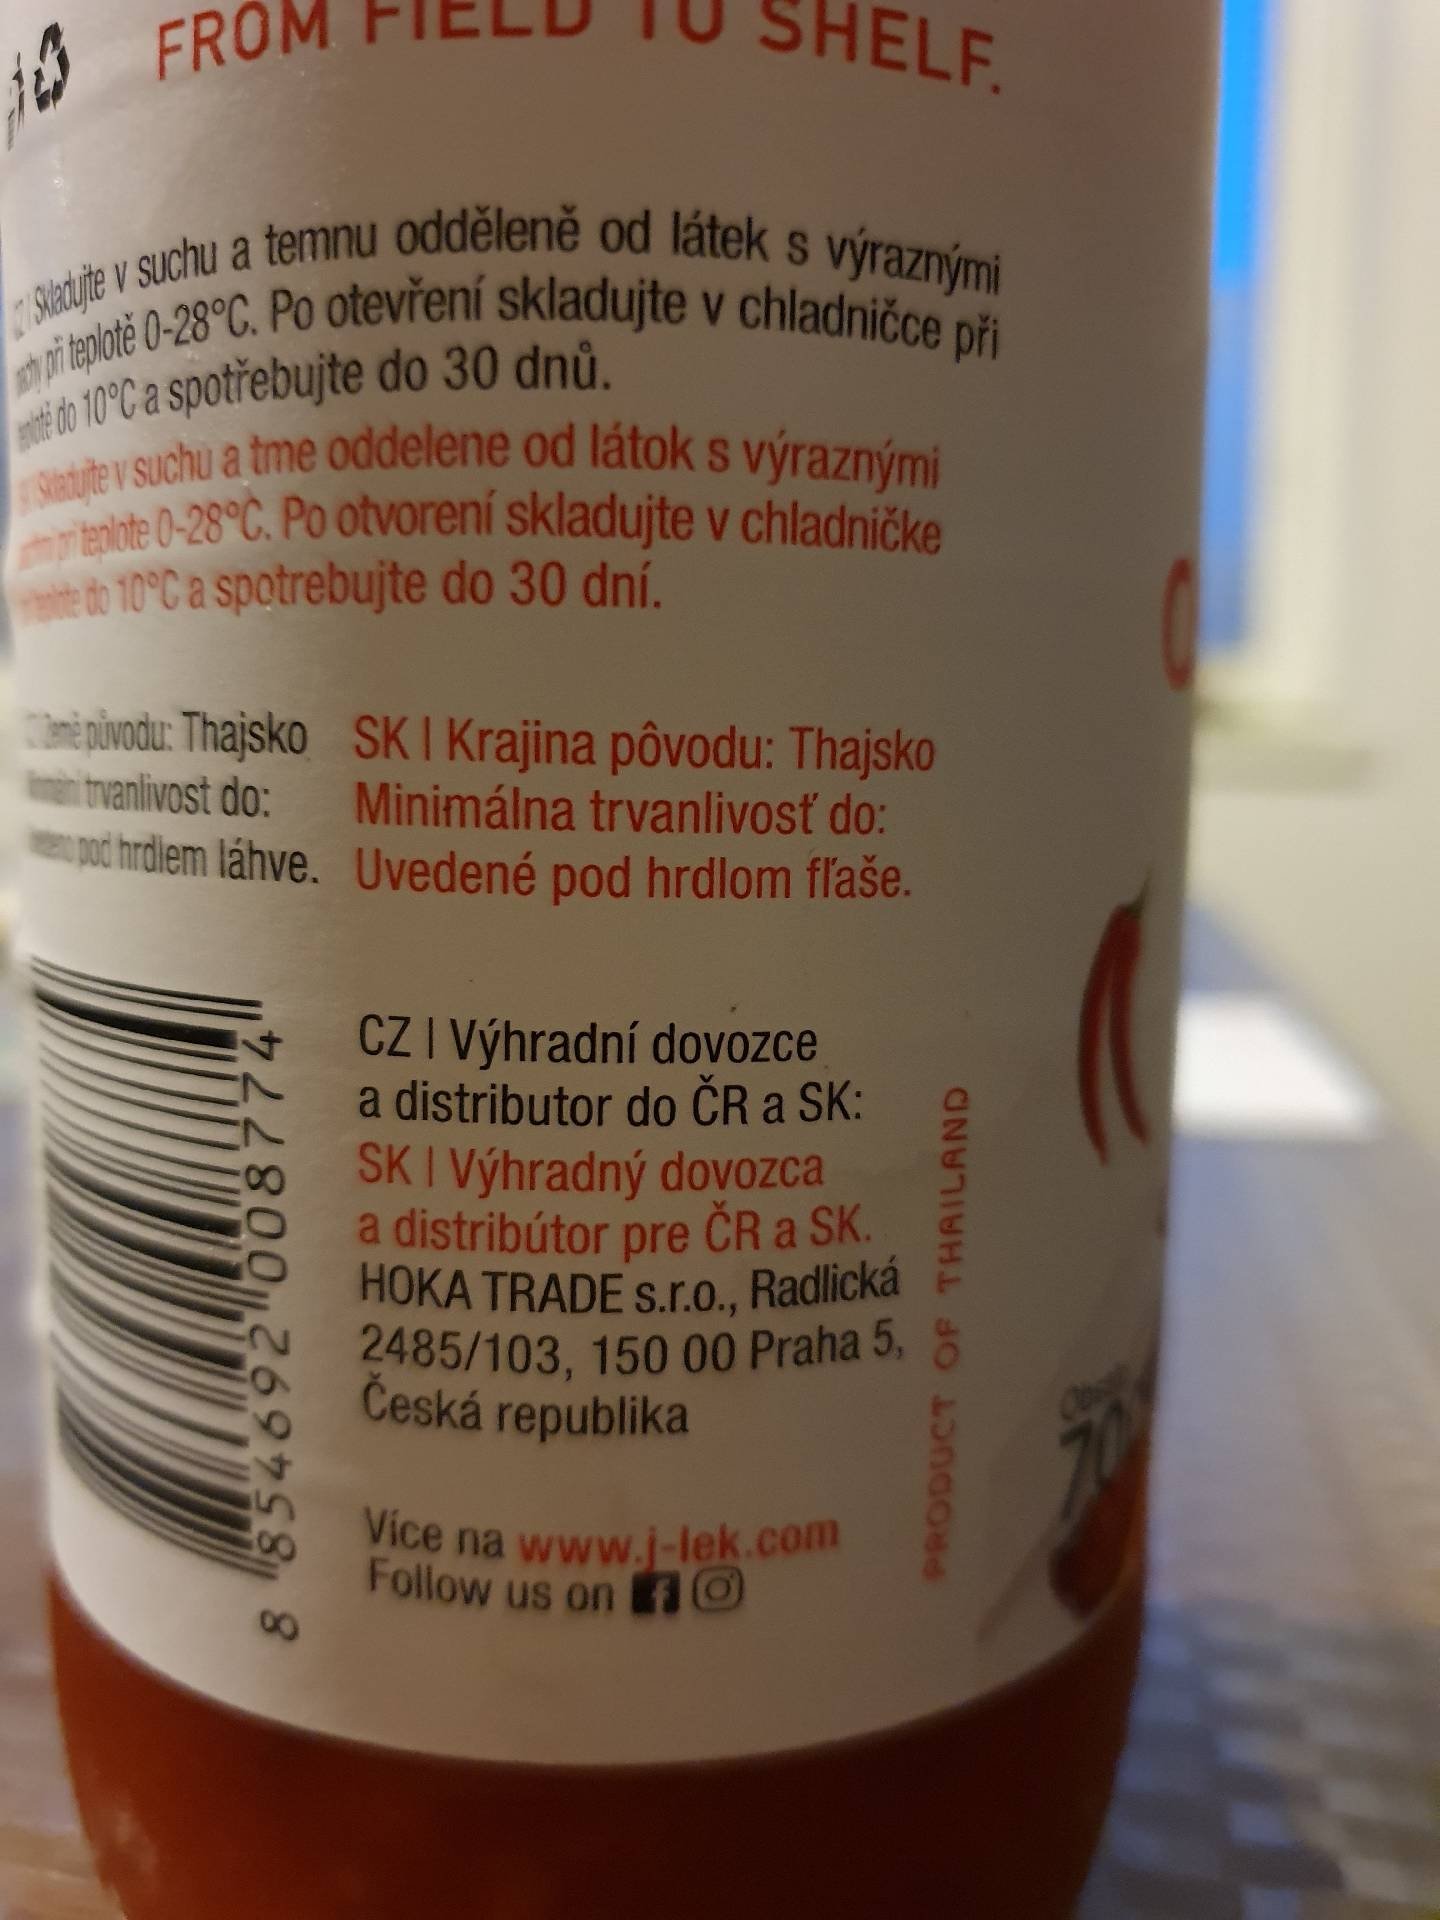 FROM FIELD TO SHELF.
Skladujte v suchu a temnu odděleně od látek s výraznými
při teplotě 0-28°C. Po otevření skladujte v chladničce při
do 10°C a spotřebujte do 30 dnů.
Skladujte v suchu a tme oddelene od látok s výraznými
pri teplote 0-28°C. Po otvorení skladujte v chladničke
do 10°C a spotrebujte do 30 dní.
Země původu: Thajsko
trvanlivost do:
pod hrdlem láhve.
SK | Krajina pôvodu: Thajsko
Minimálna trvanlivosť do:
Uvedené pod hrdlom fľaše.
8 854692 008774
CZ | Výhradní dovozce
a distributor do ČR a SK:
SK | Výhradný dovozca
a distribútor pre ČR a SK.
HOKA TRADE s.r.o., Radlická
2485/103, 150 00 Praha 5,
Česká republika
Více na www.j-lek.com
Follow us on
PRODUCT OF THAILAND